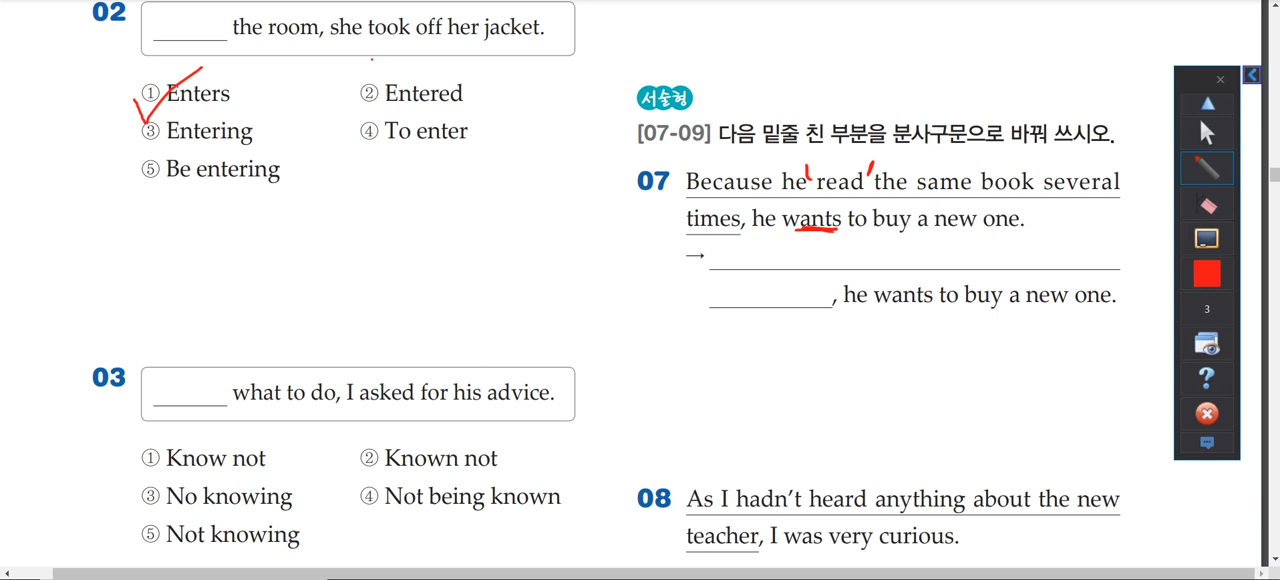 02
______ the room, she took off her jacket.
① Enters ② Entered
③ Entering ④ To enter
⑤ Be entering
03
______ what to do, I asked for his advice.
① Know not ② Known not
③ No knowing ④ Not being known
⑤ Not knowing
서술형
[07-09] 다음 밑줄 친 부분을 분사구문으로 바꿔 쓰시오.
07 Because he read the same book several
times, he wants to buy a new one.
→
__________, he wants to buy a new one.
08 As I hadn't heard anything about the new
teacher, I was very curious.
3